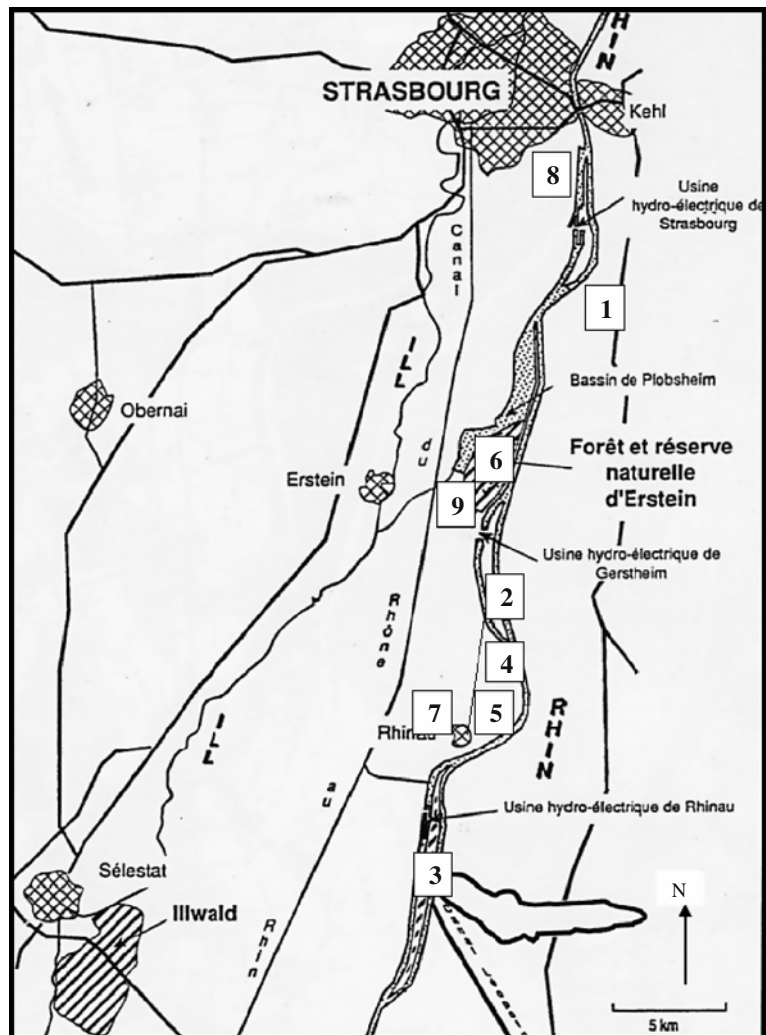 RHIN
STRASBOURG
Kehl
8
Usine
hydro-électrique de
Strasbourg
Canal
1
ILL
Bassin de Plobsheim
Obernai
du
Forêt et réserve
naturelle
d'Erstein
6
Erstein
9
Usine hydro-électrique de
Gerstheim
2
Rhône
4
7
5
RHIN
Rhinau
ILL
au
Usine hydro-électrique de Rhinau
Sélestat
3
N
Illwald
Rhin
5 km